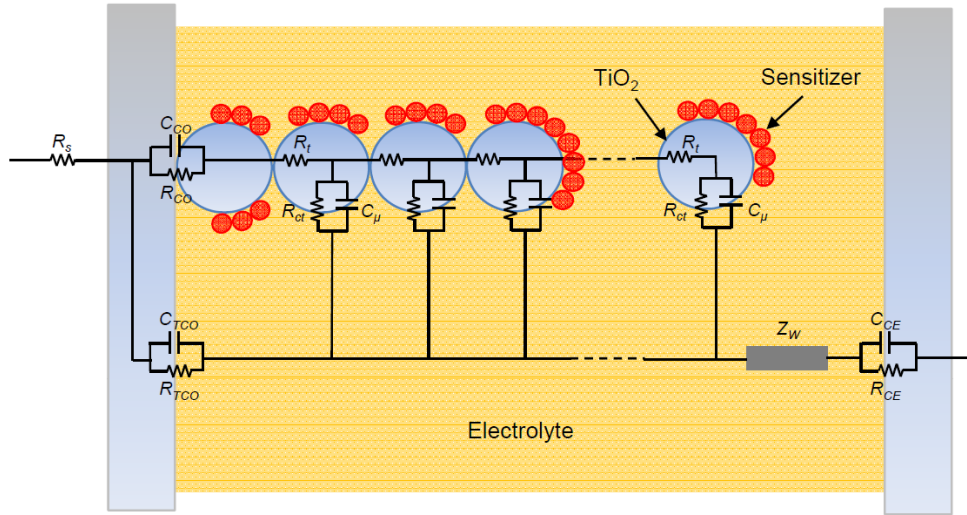 TiO₂
Sensitizer
C_CO
R_s
R_t
R_t
R_CO
R_ct
C_μ
R_ct
C_μ
C_TCO
Z_W
C_CE
R_TCO
R_CE
Electrolyte